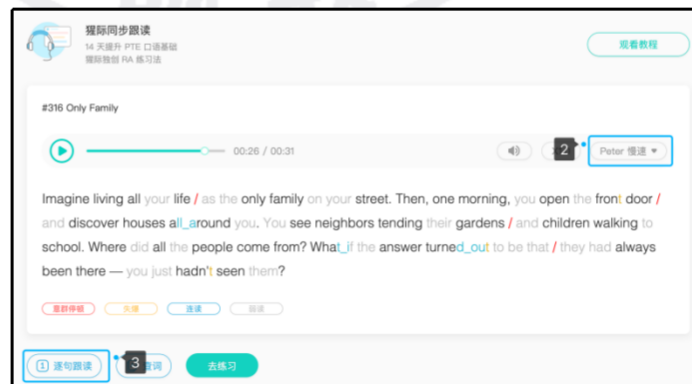 猩际同步跟读
14 天提升 PTE 口语基础
猩际独创 RA 练习法
观看教程
#316 Only Family
00:26 / 00:31
2
Peter 慢速
Imagine living all your life / as the only family on your street. Then, one morning, you open the front door /
and discover houses all_around you. You see neighbors tending their gardens / and children walking to
school. Where did all the people come from? What_if the answer turned_out to be that / they had always
been there — you just hadn't seen them?
意群停顿 失爆 连读 弱读
1 逐句跟读 3 查词 去练习